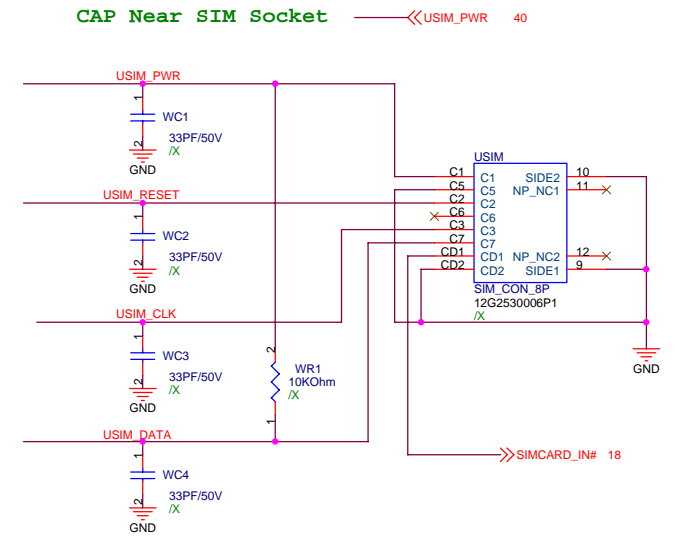 CAP Near SIM Socket
USIM_PWR 40
USIM_PWR
1
WC1
33PF/50V
/X
2
GND
USIM_RESET
1
WC2
33PF/50V
/X
2
GND
USIM_CLK
1
WC3
33PF/50V
/X
2
GND
USIM_DATA
1
WC4
33PF/50V
/X
2
GND
2
WR1
10KOhm
/X
1
USIM
C1 C1 SIDE2 10
C5 C5 NP_NC1 11
C2 C2
C6 C6
C3 C3
C7 C7
CD1 CD1 NP_NC2 12
CD2 CD2 SIDE1 9
SIM_CON_8P
12G2530006P1
/X
GND
SIMCARD_IN# 18